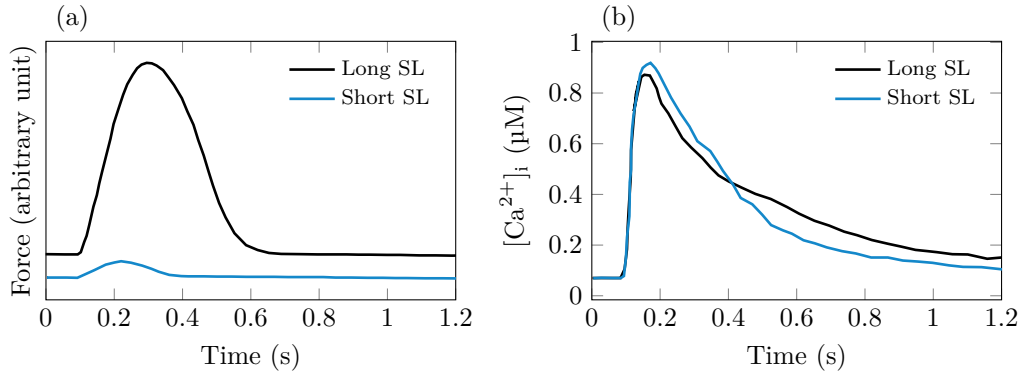 (a)
Force (arbitrary unit)
Long SL
Short SL
0 0.2 0.4 0.6 0.8 1 1.2
Time (s)
(b)
[Ca²⁺]ᵢ (µM)
1
0.8
0.6
0.4
0.2
0
Long SL
Short SL
0 0.2 0.4 0.6 0.8 1 1.2
Time (s)